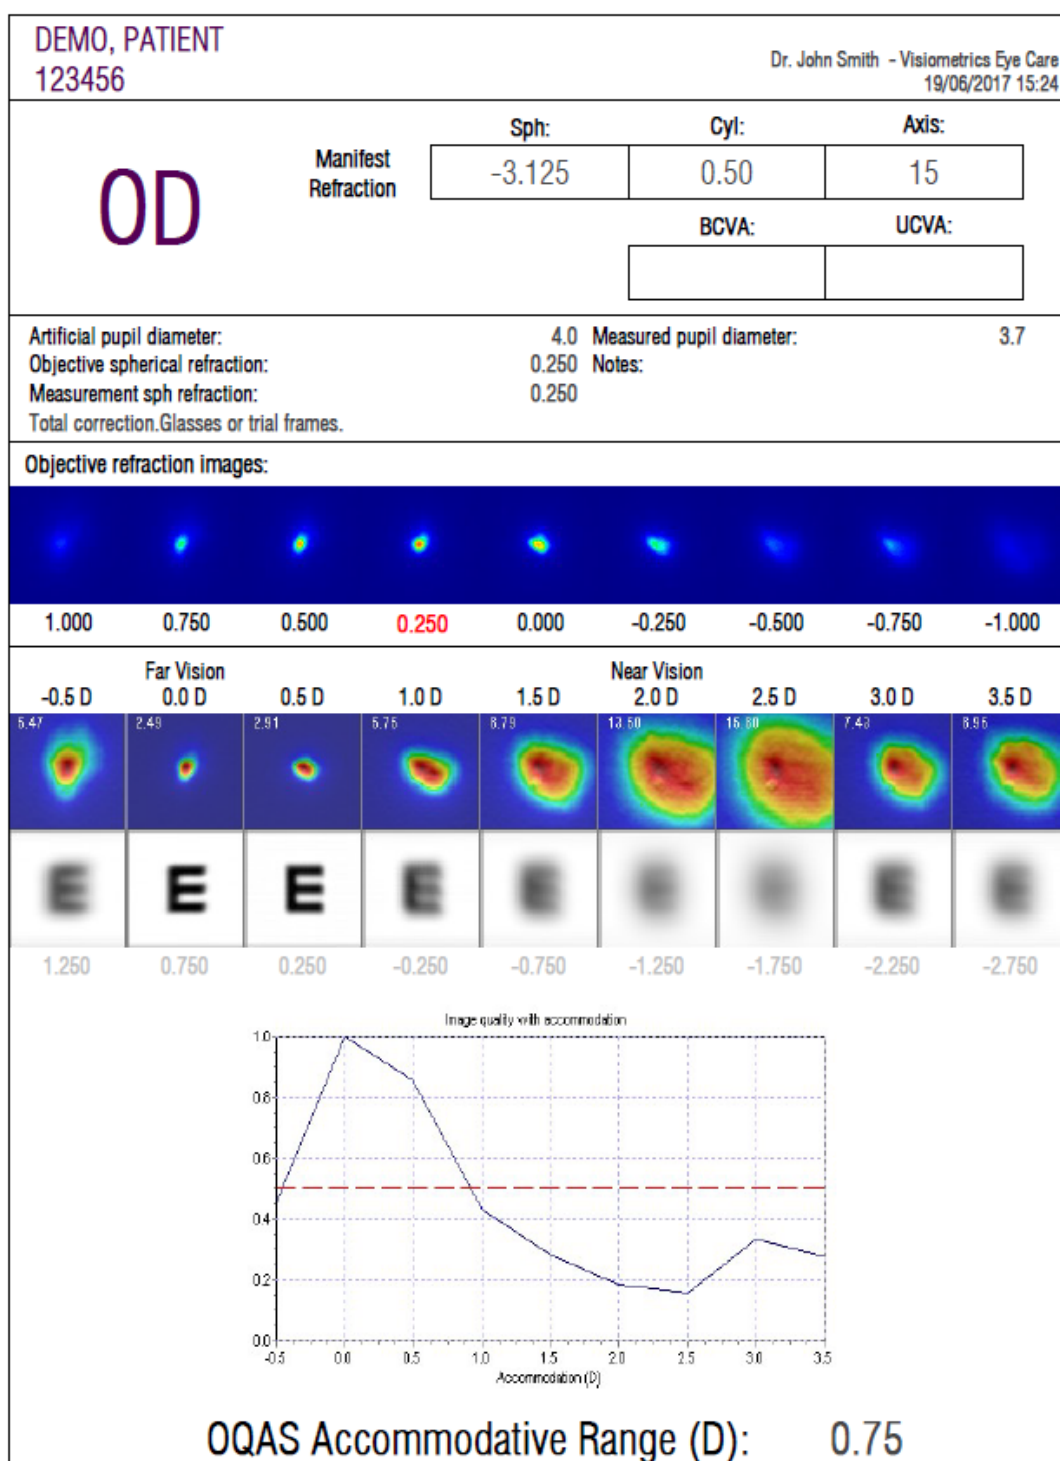 DEMO, PATIENT
123456
Dr. John Smith - Visiometrics Eye Care
19/06/2017 15:24
OD
Manifest Refraction
Sph: Cyl: Axis:
-3.125 0.50 15
BCVA: UCVA:
Artificial pupil diameter: 4.0 Measured pupil diameter: 3.7
Objective spherical refraction: 0.250 Notes:
Measurement sph refraction: 0.250
Total correction.Glasses or trial frames.
Objective refraction images:
1.000 0.750 0.500 0.250 0.000 -0.250 -0.500 -0.750 -1.000
Far Vision Near Vision
-0.5 D 0.0 D 0.5 D 1.0 D 1.5 D 2.0 D 2.5 D 3.0 D 3.5 D
5.47 2.49 2.91 5.75 8.79 13.50 15.80 7.43 8.95
E E E E E E E
1.250 0.750 0.250 -0.250 -0.750 -1.250 -1.750 -2.250 -2.750
Image quality with accommodation
1.0
0.8
0.6
0.4
0.2
0.0
-0.5 0.0 0.5 1.0 1.5 2.0 2.5 3.0 3.5
Accommodation (D)
OQAS Accommodative Range (D): 0.75